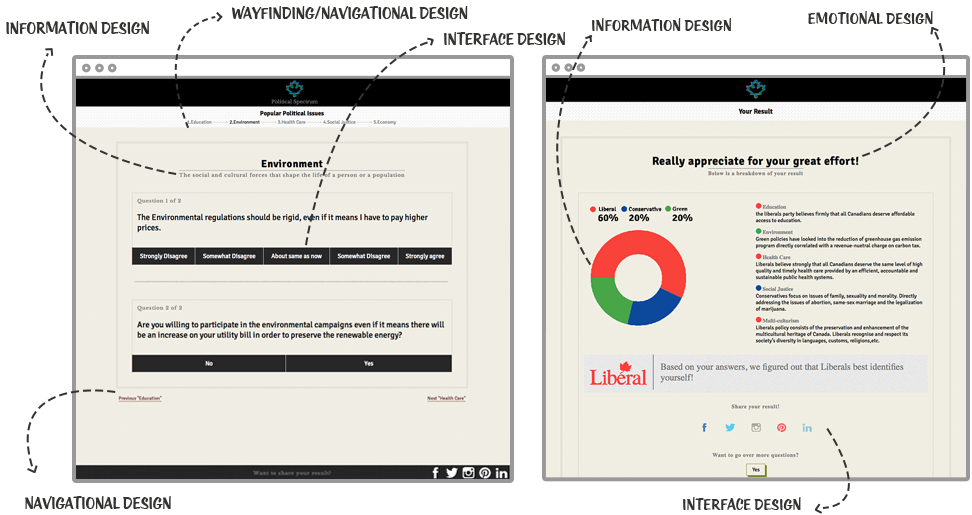 INFORMATION DESIGN
WAYFINDING/NAVIGATIONAL DESIGN
INTERFACE DESIGN
Political Spectrum
Popular Political Issues
1.Education
2.Environment
3.Health Care
4.Social Justice
5.Economy
Environment
The social and cultural forces that shape the life of a person or a population
Question 1 of 2
The Environmental regulations should be rigid, even if it means I have to pay higher
prices.
Strongly Disagree
Somewhat Disagree
About same as now
Somewhat Disagree
Strongly agree
Question 2 of 2
Are you willing to participate in the environmental campaigns even if it means there will
be an increase on your utility bill in order to preserve the renewable energy?
No
Yes
Previous "Education"
Next "Health Care"
Want to share your result?
NAVIGATIONAL DESIGN
INFORMATION DESIGN
EMOTIONAL DESIGN
Your Result
Really appreciate for your great effort!
Below is a breakdown of your result
Liberal
60%
Conservative
20%
Green
20%
Education
the liberals party believes firmly that all Canadians deserve affordable
access to education.
Environment
Green policies have looked into the reduction of greenhouse gas emission
program directly correlated with a revenue-nuetral charge on carbon tax.
Health Care
Liberals believe strongly that all Canadians deserve the same level of high
quality and timely health care provided by an efficient, accountable and
sustainable public health systems.
Social Justice
Conservatives focus on issues of family, sexuality and morality. Directly
addressing the issues of abortion, same-sex marriage and the legalization
of marijuana.
Multi-culturism
Liberals policy consists of the preservation and enhancement of the
multicultural heritage of Canada. Liberals recognise and respect its
society's diversity in languages, customs, religions,etc.
Libéral
Based on your answers, we figured out that Liberals best identifies
yourself!
Share your result!
Want to go over more questions?
Yes
INTERFACE DESIGN